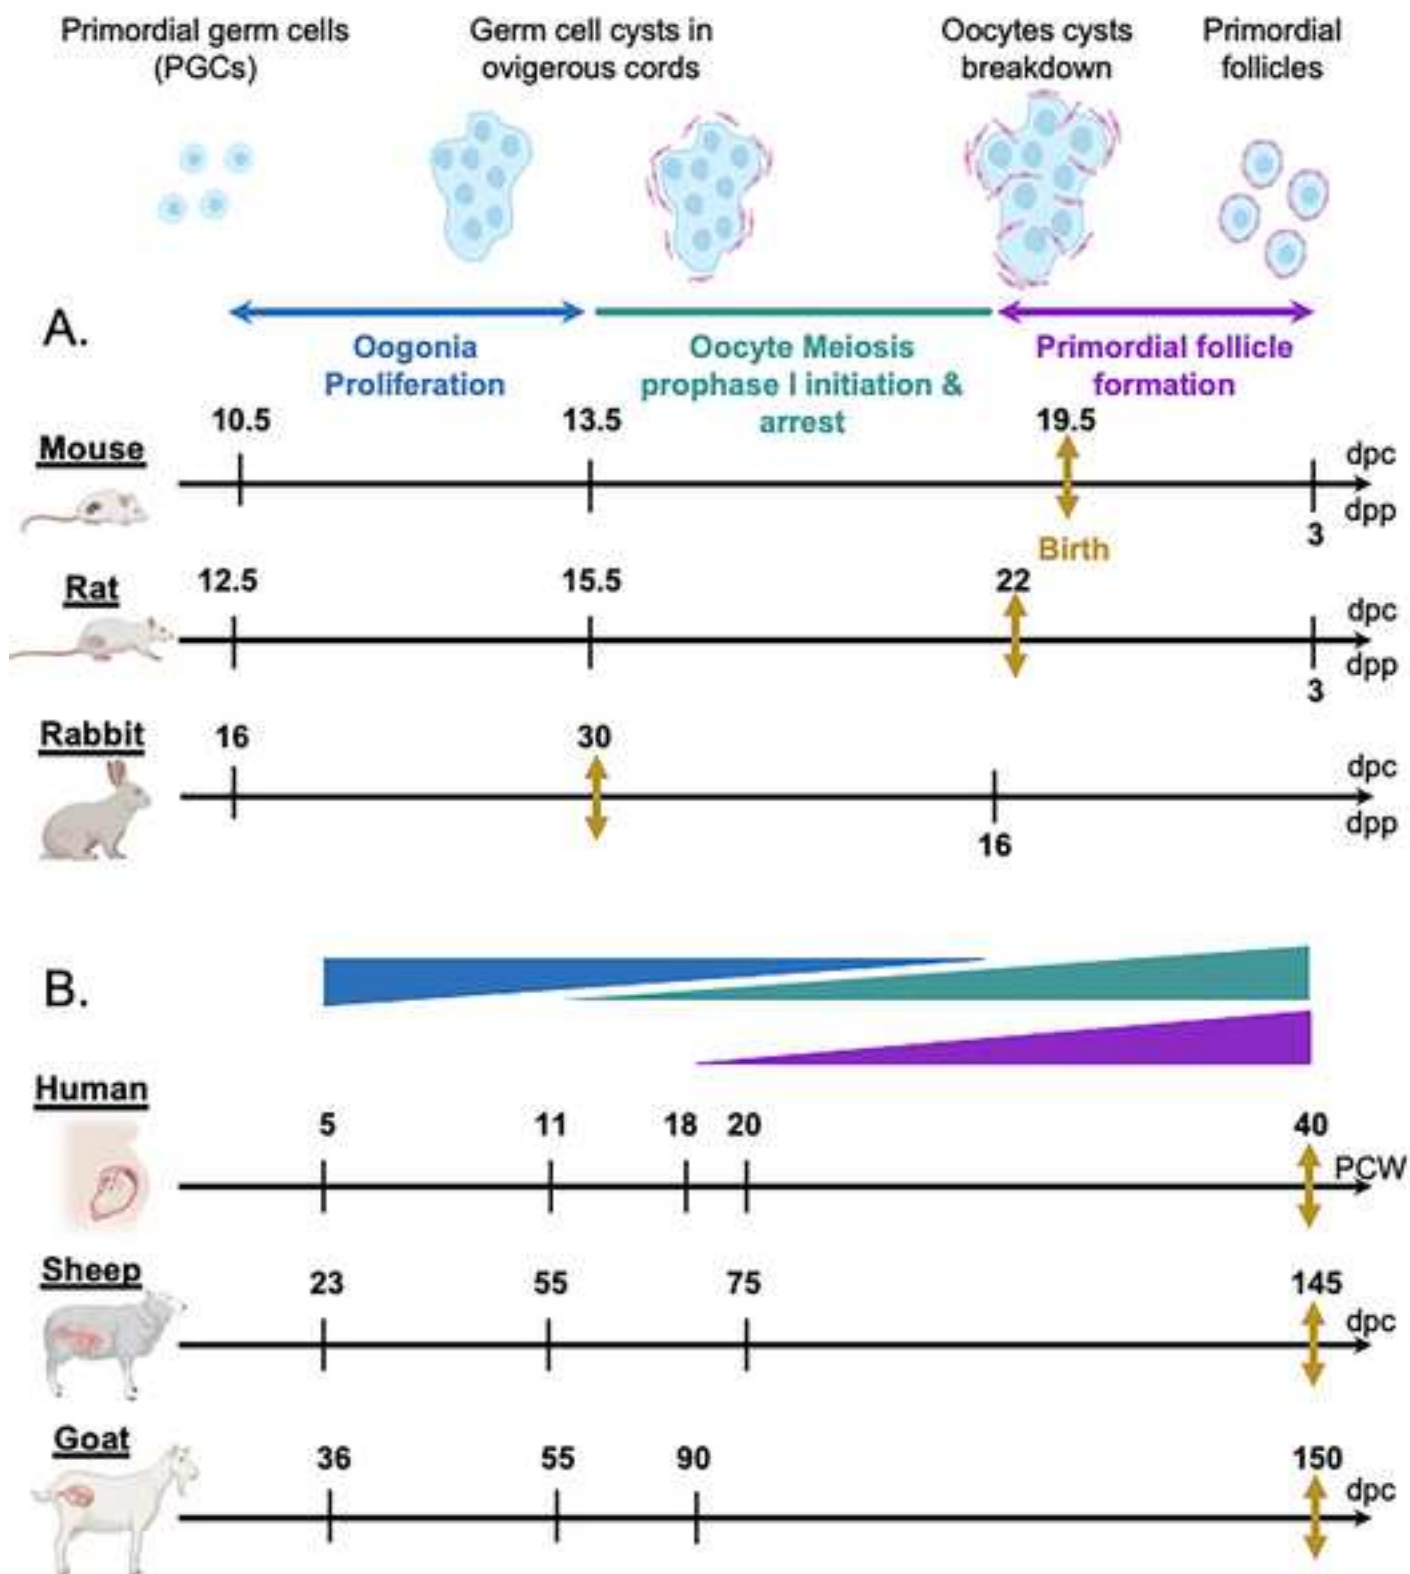 Primordial germ cells
(PGCs)
Germ cell cysts in
ovigerous cords
Oocytes cysts
breakdown
Primordial
follicles
A.
Oogonia
Proliferation
Oocyte Meiosis
prophase I initiation &
arrest
Primordial follicle
formation
Mouse
10.5
13.5
19.5
dpc
dpp
3
Birth
Rat
12.5
15.5
22
dpc
dpp
3
Rabbit
16
30
dpc
dpp
16
B.
Human
5
11
18
20
40
PCW
Sheep
23
55
75
145
dpc
Goat
36
55
90
150
dpc